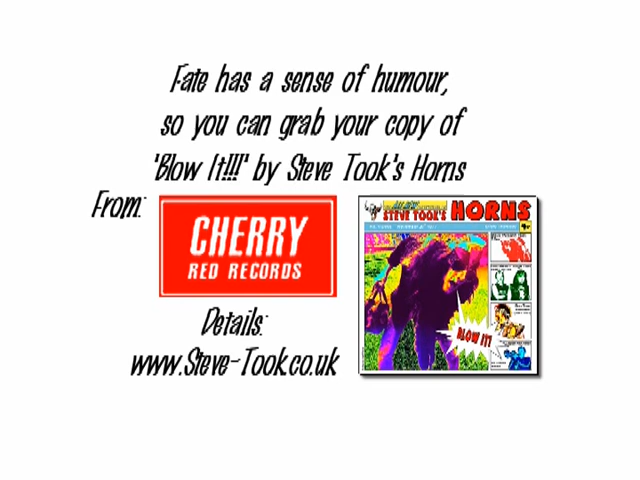 Fate has a sense of humour,
so you can grab your copy of
"Blow It!!!" by Steve Took's Horns
From:
CHERRY
RED RECORDS
STEVE TOOK'S HORNS
BLOW IT!!!
Details:
www.Steve-Took.co.uk